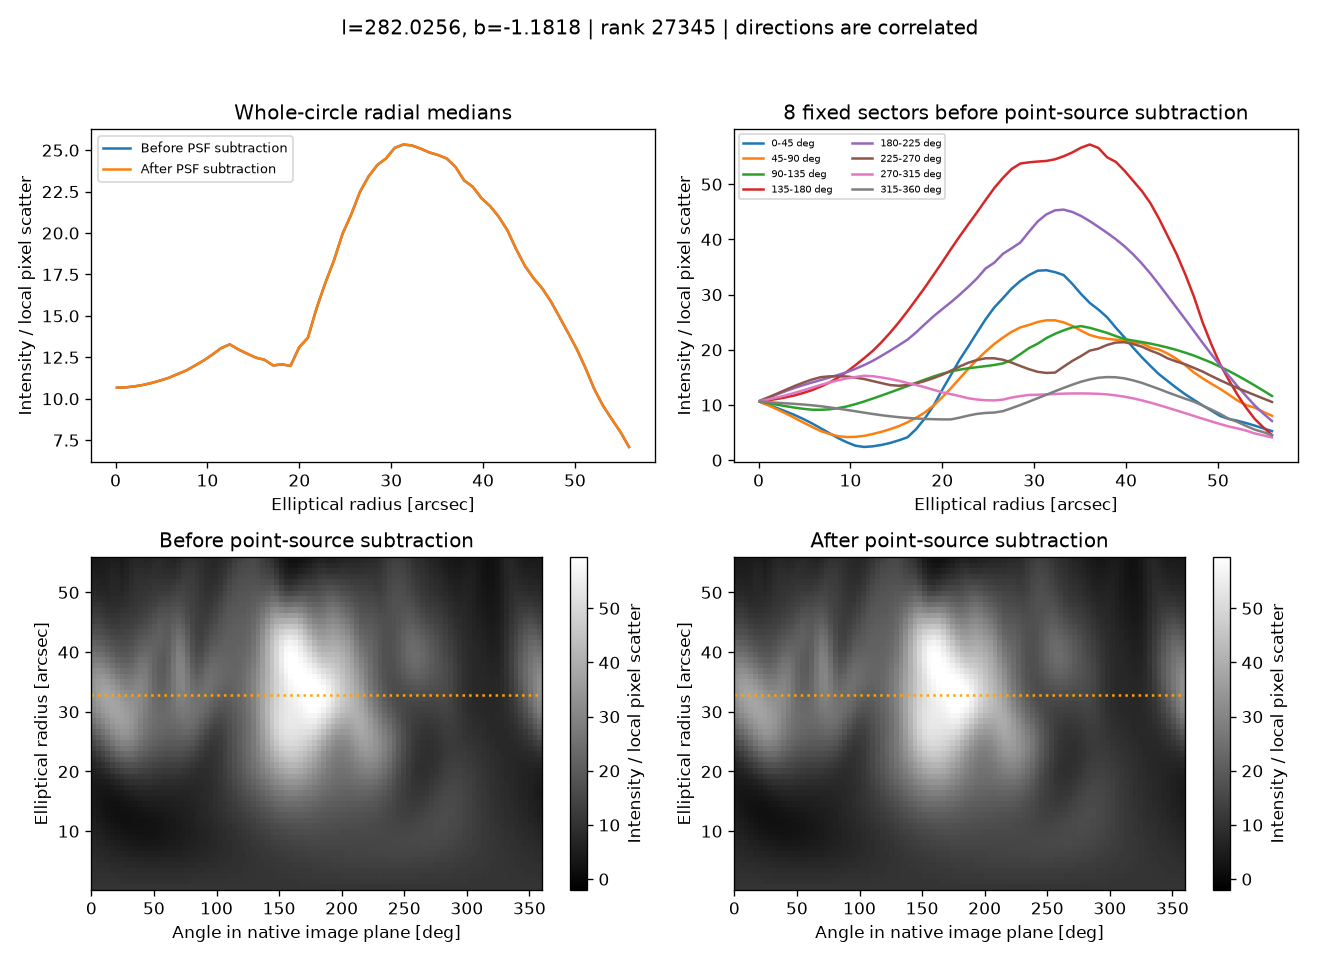 l=282.0256, b=-1.1818 | rank 27345 | directions are correlated
Whole-circle radial medians
Before PSF subtraction
After PSF subtraction
25.0
22.5
20.0
17.5
15.0
12.5
10.0
7.5
Intensity / local pixel scatter
0 10 20 30 40 50
Elliptical radius [arcsec]
8 fixed sectors before point-source subtraction
0-45 deg
45-90 deg
90-135 deg
135-180 deg
180-225 deg
225-270 deg
270-315 deg
315-360 deg
50
40
30
20
10
0
Intensity / local pixel scatter
0 10 20 30 40 50
Elliptical radius [arcsec]
Before point-source subtraction
50
40
30
20
10
Elliptical radius [arcsec]
0 50 100 150 200 250 300 350
Angle in native image plane [deg]
50
40
30
20
10
0
Intensity / local pixel scatter
After point-source subtraction
50
40
30
20
10
Elliptical radius [arcsec]
0 50 100 150 200 250 300 350
Angle in native image plane [deg]
50
40
30
20
10
0
Intensity / local pixel scatter